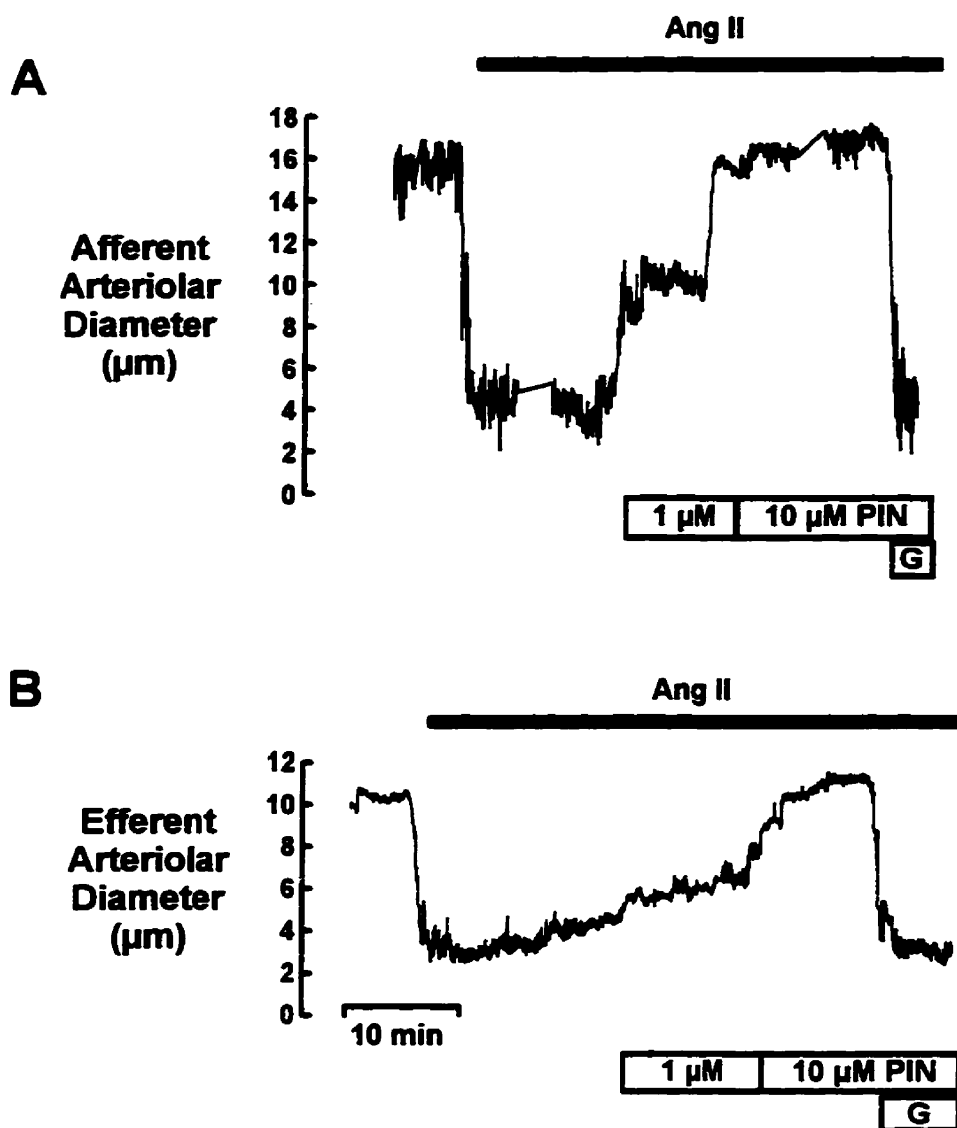 A
Ang II
18
16
14
12
10
8
6
4
2
0
Afferent
Arteriolar
Diameter
(µm)
1 µM
10 µM PIN
G
B
Ang II
12
10
8
6
4
2
0
Efferent
Arteriolar
Diameter
(µm)
10 min
1 µM
10 µM PIN
G